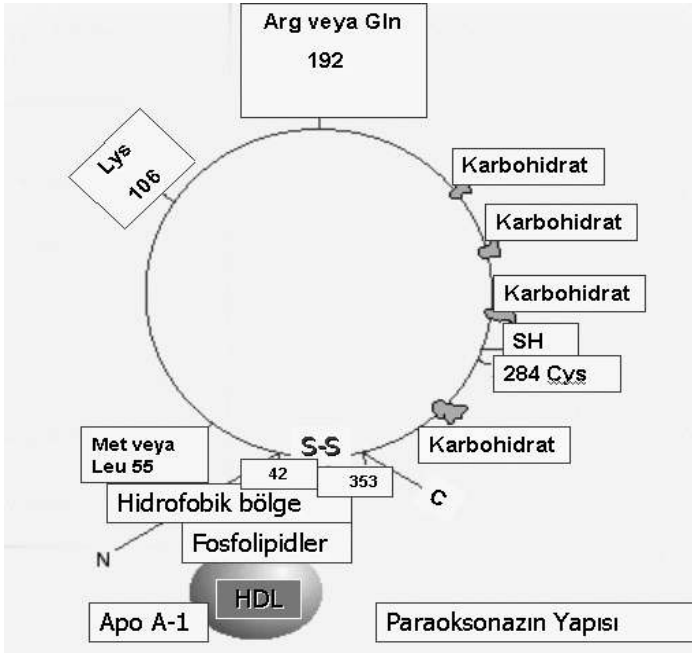 Arg veya Gln
192
Lys
106
Karbohidrat
Karbohidrat
Karbohidrat
SH
284 Cys
Karbohidrat
Met veya
Leu 55
S-S
42
353
C
Hidrofobik bölge
N
Fosfolipidler
HDL
Apo A-1
Paraoksonazın Yapısı